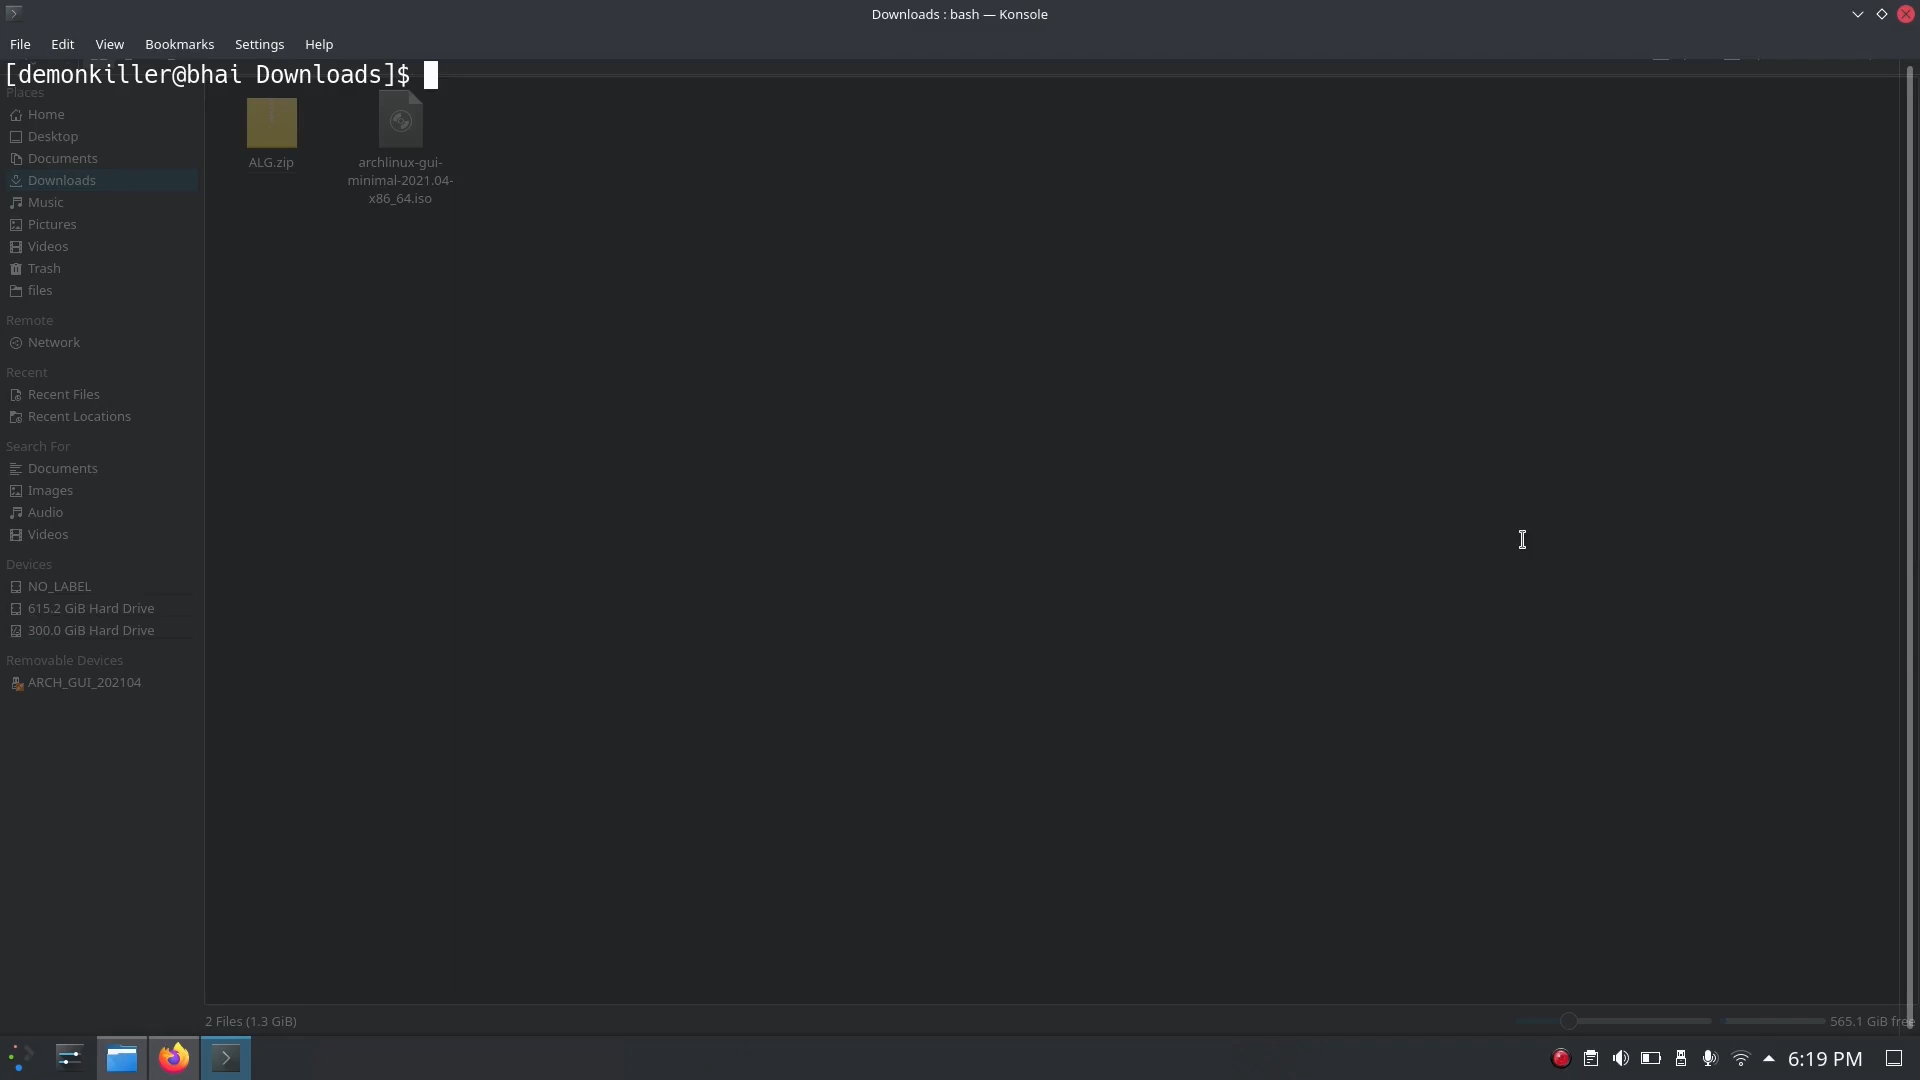 Downloads : bash — Konsole
File Edit View Bookmarks Settings Help
[demonkiller@bhai Downloads]$
Places
Home
Desktop
Documents
Downloads
Music
Pictures
Videos
Trash
files
Remote
Network
Recent
Recent Files
Recent Locations
Search For
Documents
Images
Audio
Videos
Devices
NO_LABEL
615.2 GiB Hard Drive
300.0 GiB Hard Drive
Removable Devices
ARCH_GUI_202104
ALG.zip
archlinux-gui-
minimal-2021.04-
x86_64.iso
2 Files (1.3 GiB)
565.1 GiB free
6:19 PM